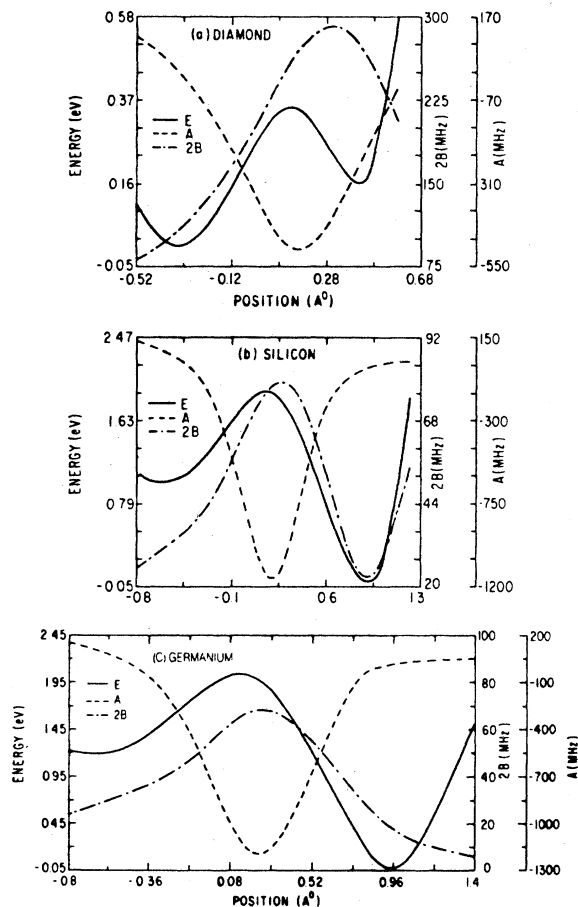 (a) DIAMOND
ENERGY (eV)
0.58
0.37
0.16
-0.05
E
A
2B
300
225
150
75
2B(MHz)
170
-70
310
-550
A(MHz)
-0.52
-0.12
0.28
0.68
POSITION (A⁰)
(b) SILICON
ENERGY (eV)
2 47
1 63
0 79
-0 05
E
A
2B
92
68
44
20
2B(MHz)
150
-300
-750
-1200
A(MHz)
-0 8
-0.1
0 6
1 3
(C) GERMANIUM
ENERGY (eV)
2 45
1.95
1.45
0.95
0.45
-0.05
E
A
2B
100
80
60
40
20
0
2B (MHz)
200
-100
-400
-700
-1000
-1300
A(MHz)
-0 8
-0.36
0 08
0 52
0.96
1.4
POSITION (A⁰)